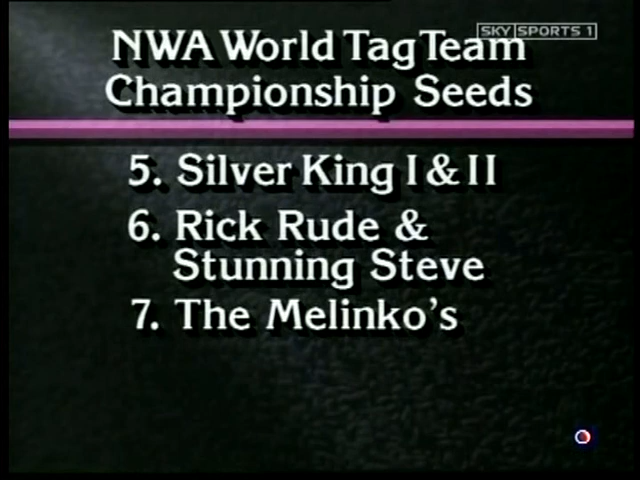 SKY SPORTS 1
NWA World Tag Team
Championship Seeds
5. Silver King I & II
6. Rick Rude &
Stunning Steve
7. The Melinko's